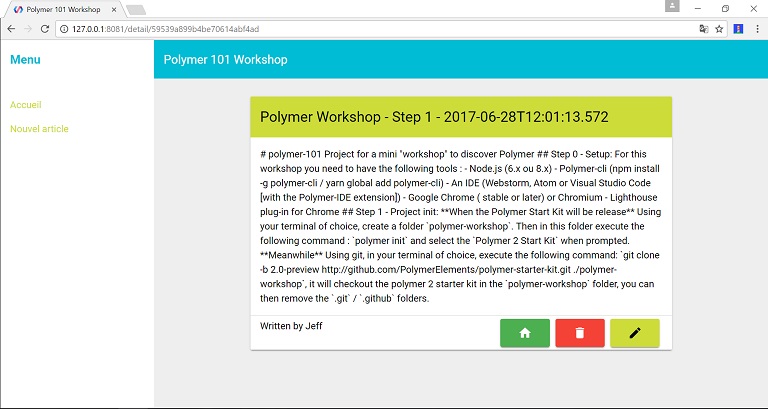 Polymer 101 Workshop
127.0.0.1:8081/detail/59539a899b4be70614abf4ad
Menu
Polymer 101 Workshop
Accueil
Nouvel article
Polymer Workshop - Step 1 - 2017-06-28T12:01:13.572
# polymer-101 Project for a mini "workshop" to discover Polymer ## Step 0 - Setup: For this
workshop you need to have the following tools : - Node.js (6.x ou 8.x) - Polymer-cli (npm install
-g polymer-cli / yarn global add polymer-cli) - An IDE (Webstorm, Atom or Visual Studio Code
[with the Polymer-IDE extension]) - Google Chrome ( stable or later) or Chromium - Lighthouse
plug-in for Chrome ## Step 1 - Project init: **When the Polymer Start Kit will be release** Using
your terminal of choice, create a folder `polymer-workshop`. Then in this folder execute the
following command : `polymer init` and select the `Polymer 2 Start Kit` when prompted.
**Meanwhile** Using git, in your terminal of choice, execute the following command: `git clone
-b 2.0-preview http://github.com/PolymerElements/polymer-starter-kit.git ./polymer-
workshop`, it will checkout the polymer 2 starter kit in the `polymer-workshop` folder, you can
then remove the `.git` / `.github` folders.
Written by Jeff